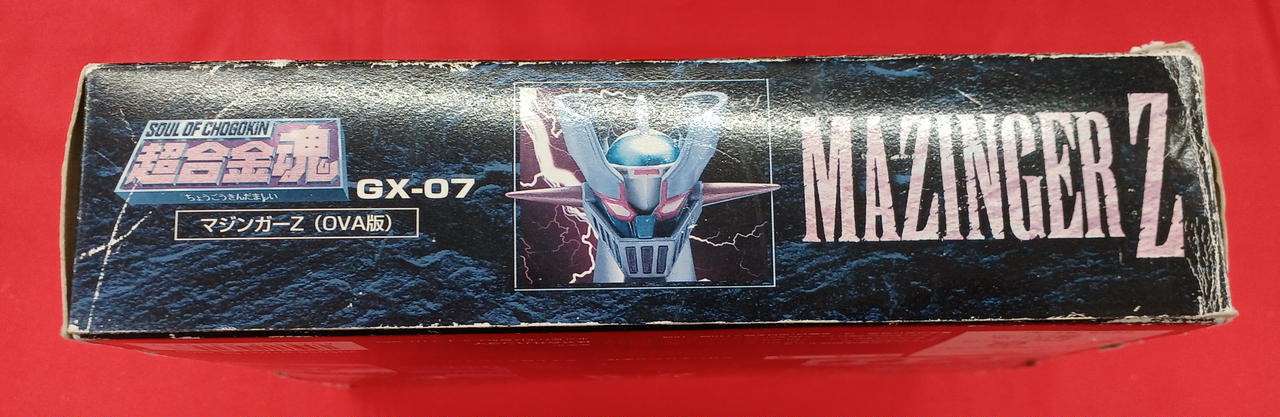 SOUL OF CHOGOKIN
超合金魂
ちょうごうきんだましい
GX-07
マジンガーZ（OVA版）
MAZINGER Z